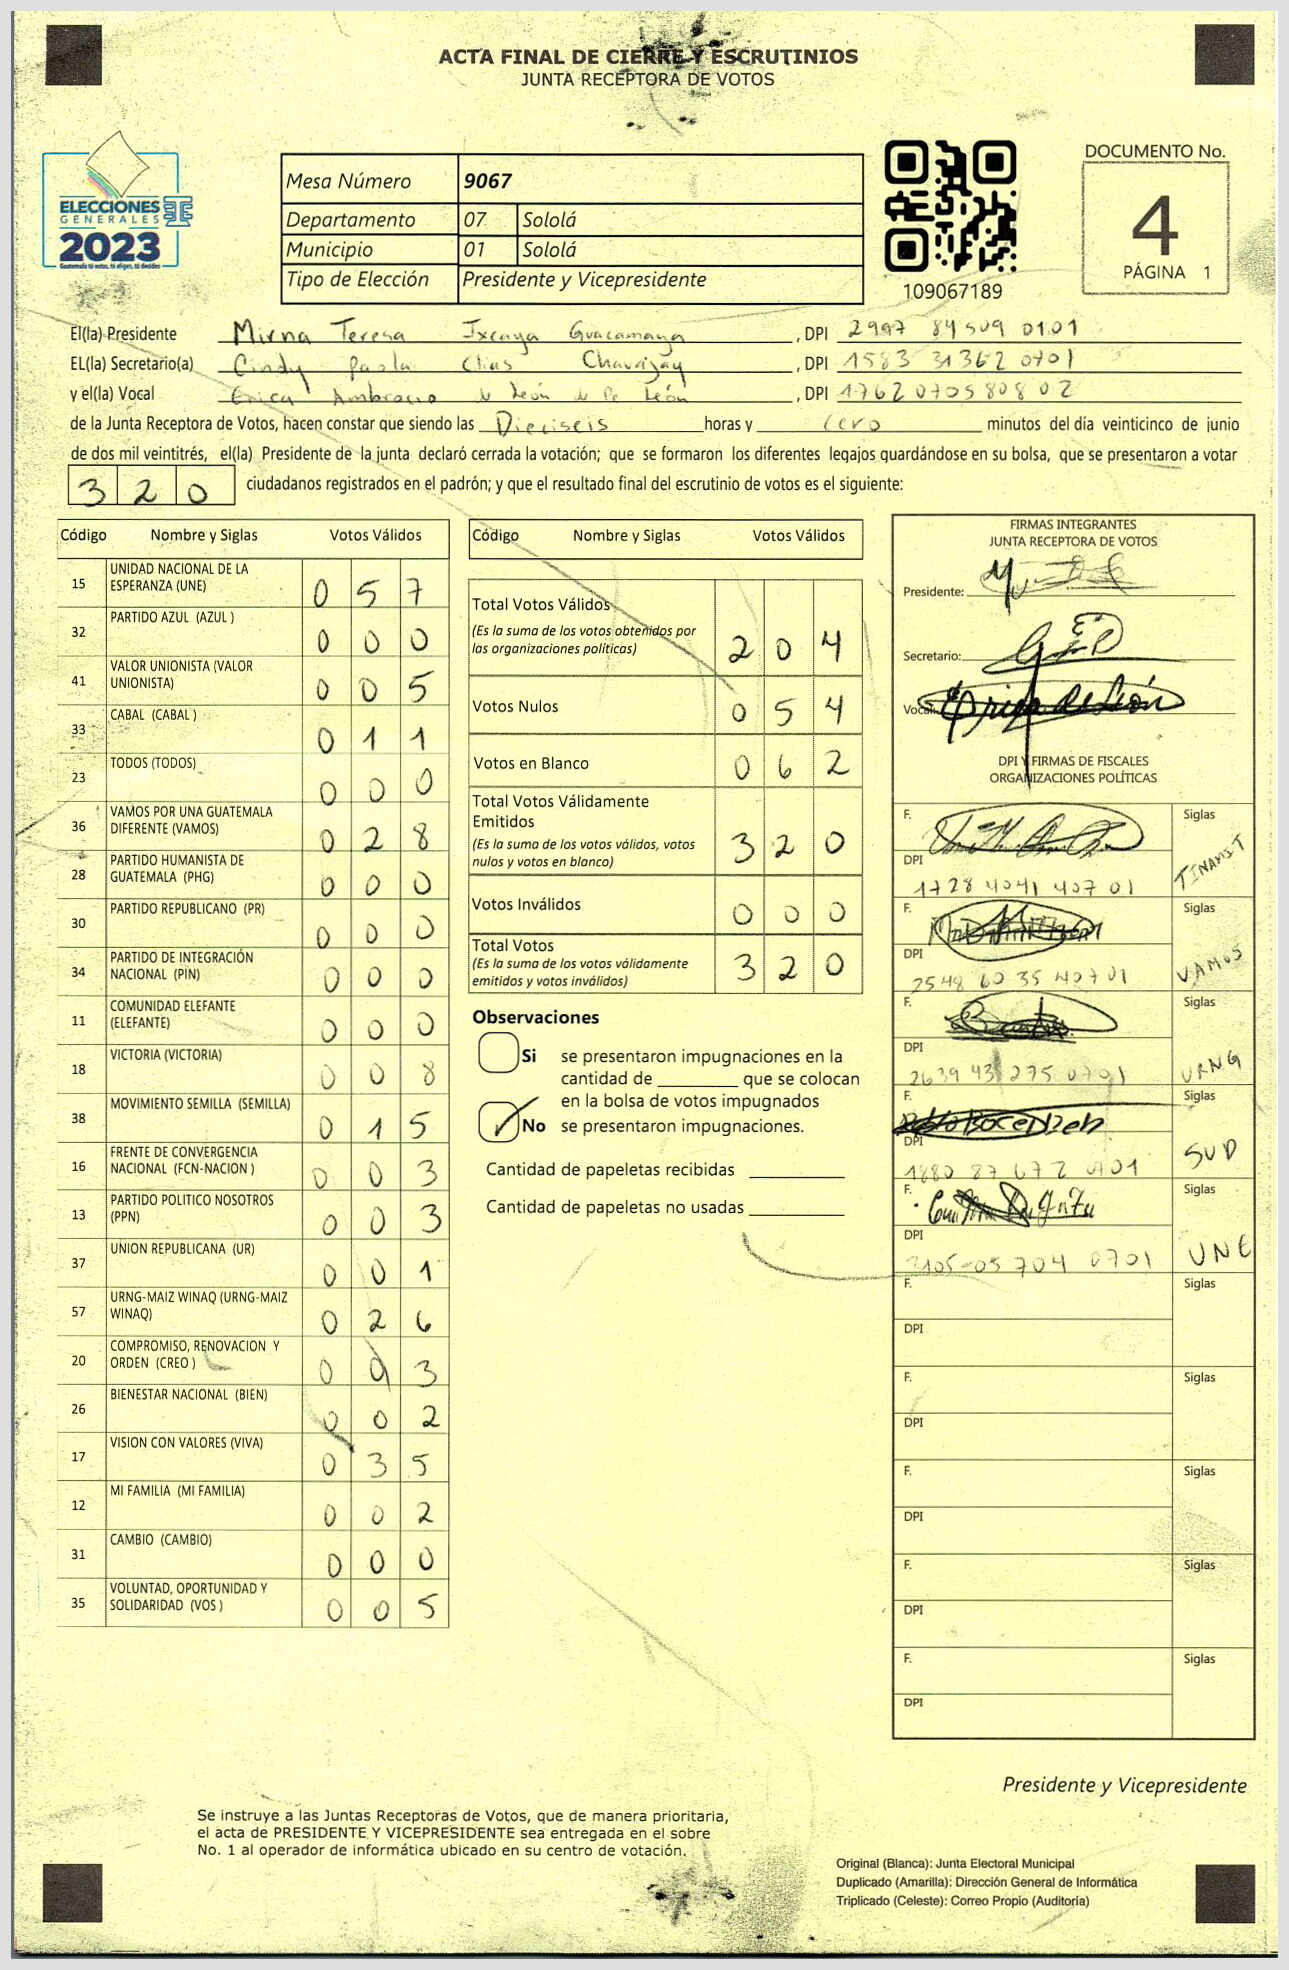 ACTA FINAL DE CIERRE Y ESCRUTINIOS
JUNTA RECEPTORA DE VOTOS
ELECCIONES
GENERALES
2023
Guatemala tú votas, tú eliges, tú decides
Mesa Número 9067
Departamento 07 Sololá
Municipio 01 Sololá
Tipo de Elección Presidente y Vicepresidente
109067189
DOCUMENTO No.
4
PÁGINA 1
El(la) Presidente Mirna Teresa Ixcaya Guacamaya, DPI 2997 84509 0101
EL(la) Secretario(a) Cindy Paola Elias Chavajay, DPI 1583 31362 0701
y el(la) Vocal Erica Ambrosio de León de De León, DPI 1762 07058 0802
de la Junta Receptora de Votos, hacen constar que siendo las Dieciseis horas y cero minutos del día veinticinco de junio
de dos mil veintitrés, el(la) Presidente de la junta declaró cerrada la votación; que se formaron los diferentes legajos guardándose en su bolsa, que se presentaron a votar
320 ciudadanos registrados en el padrón; y que el resultado final del escrutinio de votos es el siguiente:
Código Nombre y Siglas Votos Válidos
15 UNIDAD NACIONAL DE LA ESPERANZA (UNE) 0 5 7
32 PARTIDO AZUL (AZUL ) 0 0 0
41 VALOR UNIONISTA (VALOR UNIONISTA) 0 0 5
33 CABAL (CABAL ) 0 1 1
23 TODOS (TODOS) 0 0 0
36 VAMOS POR UNA GUATEMALA DIFERENTE (VAMOS) 0 2 8
28 PARTIDO HUMANISTA DE GUATEMALA (PHG) 0 0 0
30 PARTIDO REPUBLICANO (PR) 0 0 0
34 PARTIDO DE INTEGRACIÓN NACIONAL (PIN) 0 0 0
11 COMUNIDAD ELEFANTE (ELEFANTE) 0 0 0
18 VICTORIA (VICTORIA) 0 0 8
38 MOVIMIENTO SEMILLA (SEMILLA) 0 1 5
16 FRENTE DE CONVERGENCIA NACIONAL (FCN-NACION ) 0 0 3
13 PARTIDO POLITICO NOSOTROS (PPN) 0 0 3
37 UNION REPUBLICANA (UR) 0 0 1
57 URNG-MAIZ WINAQ (URNG-MAIZ WINAQ) 0 2 6
20 COMPROMISO, RENOVACION Y ORDEN (CREO ) 0 0 3
26 BIENESTAR NACIONAL (BIEN) 0 0 2
17 VISION CON VALORES (VIVA) 0 3 5
12 MI FAMILIA (MI FAMILIA) 0 0 2
31 CAMBIO (CAMBIO) 0 0 0
35 VOLUNTAD, OPORTUNIDAD Y SOLIDARIDAD (VOS ) 0 0 5
Código Nombre y Siglas Votos Válidos
Total Votos Válidos
(Es la suma de los votos obtenidos por
las organizaciones políticas) 2 0 4
Votos Nulos 0 5 4
Votos en Blanco 0 6 2
Total Votos Válidamente
Emitidos
(Es la suma de los votos válidos, votos
nulos y votos en blanco) 3 2 0
Votos Inválidos 0 0 0
Total Votos
(Es la suma de los votos válidamente
emitidos y votos inválidos) 3 2 0
Observaciones
Si se presentaron impugnaciones en la
cantidad de ________ que se colocan
en la bolsa de votos impugnados
No se presentaron impugnaciones.
Cantidad de papeletas recibidas
Cantidad de papeletas no usadas
FIRMAS INTEGRANTES
JUNTA RECEPTORA DE VOTOS
Presidente:
Secretario:
Vocal: Erica de León
DPI Y FIRMAS DE FISCALES
ORGANIZACIONES POLÍTICAS
F. Siglas
DPI 1728 4041 40701 TINAMIT
F. Siglas
DPI 2548 60 35 40701 VAMOS
F. Siglas
DPI 2639 43 275 0701 URNG
F. Siglas
DPI 1880 87 672 0701 SUD
F. Siglas
DPI 3105-05 704 0701 UNE
F. Siglas
DPI
F. Siglas
DPI
F. Siglas
DPI
F. Siglas
DPI
F. Siglas
DPI
Presidente y Vicepresidente
Se instruye a las Juntas Receptoras de Votos, que de manera prioritaria,
el acta de PRESIDENTE Y VICEPRESIDENTE sea entregada en el sobre
No. 1 al operador de informática ubicado en su centro de votación.
Original (Blanca): Junta Electoral Municipal
Duplicado (Amarilla): Dirección General de Informática
Triplicado (Celeste): Correo Propio (Auditoría)